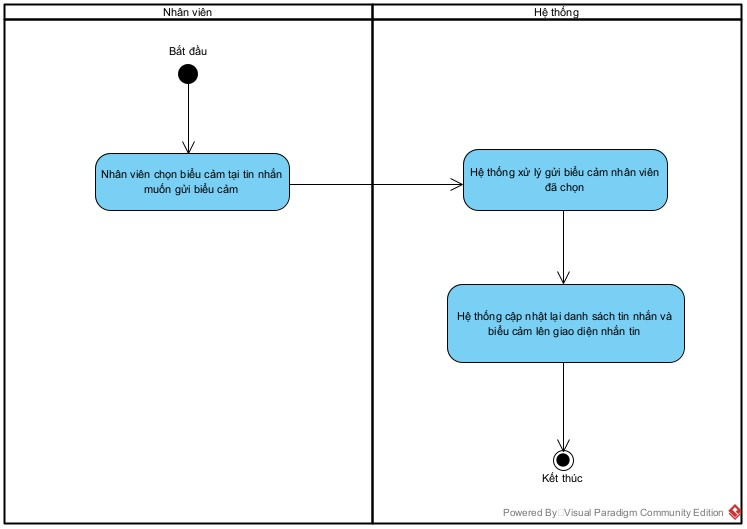 Nhân viên
Hệ thống
Bắt đầu
Nhân viên chọn biểu cảm tại tin nhắn
muốn gửi biểu cảm
Hệ thống xử lý gửi biểu cảm nhân viên
đã chọn
Hệ thống cập nhật lại danh sách tin nhắn và
biểu cảm lên giao diện nhắn tin
Kết thúc
Powered By Visual Paradigm Community Edition